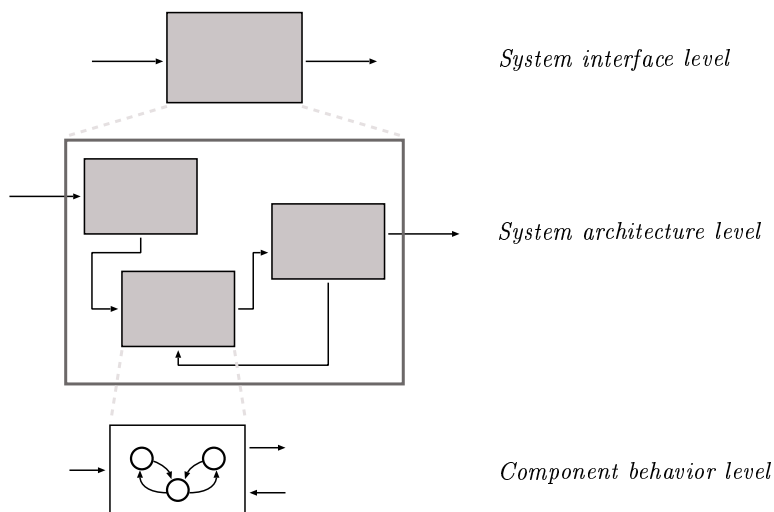 System interface level
System architecture level
Component behavior level